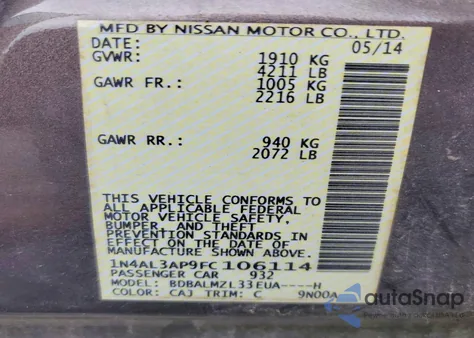 MFD BY NISSAN MOTOR CO., LTD.
DATE: 05/14
GVWR: 1910 KG
4211 LB
GAWR FR.: 1005 KG
2216 LB
GAWR RR.: 940 KG
2072 LB
THIS VEHICLE CONFORMS TO
ALL APPLICABLE FEDERAL
MOTOR VEHICLE SAFETY,
BUMPER, AND THEFT
PREVENTION STANDARDS IN
EFFECT ON THE DATE OF
MANUFACTURE SHOWN ABOVE.
1N4AL3AP9FC106114
PASSENGER CAR 932
MODEL: BDBALMZL33EUA----H
COLOR: CAJ TRIM: C 9N00A
autoSnap